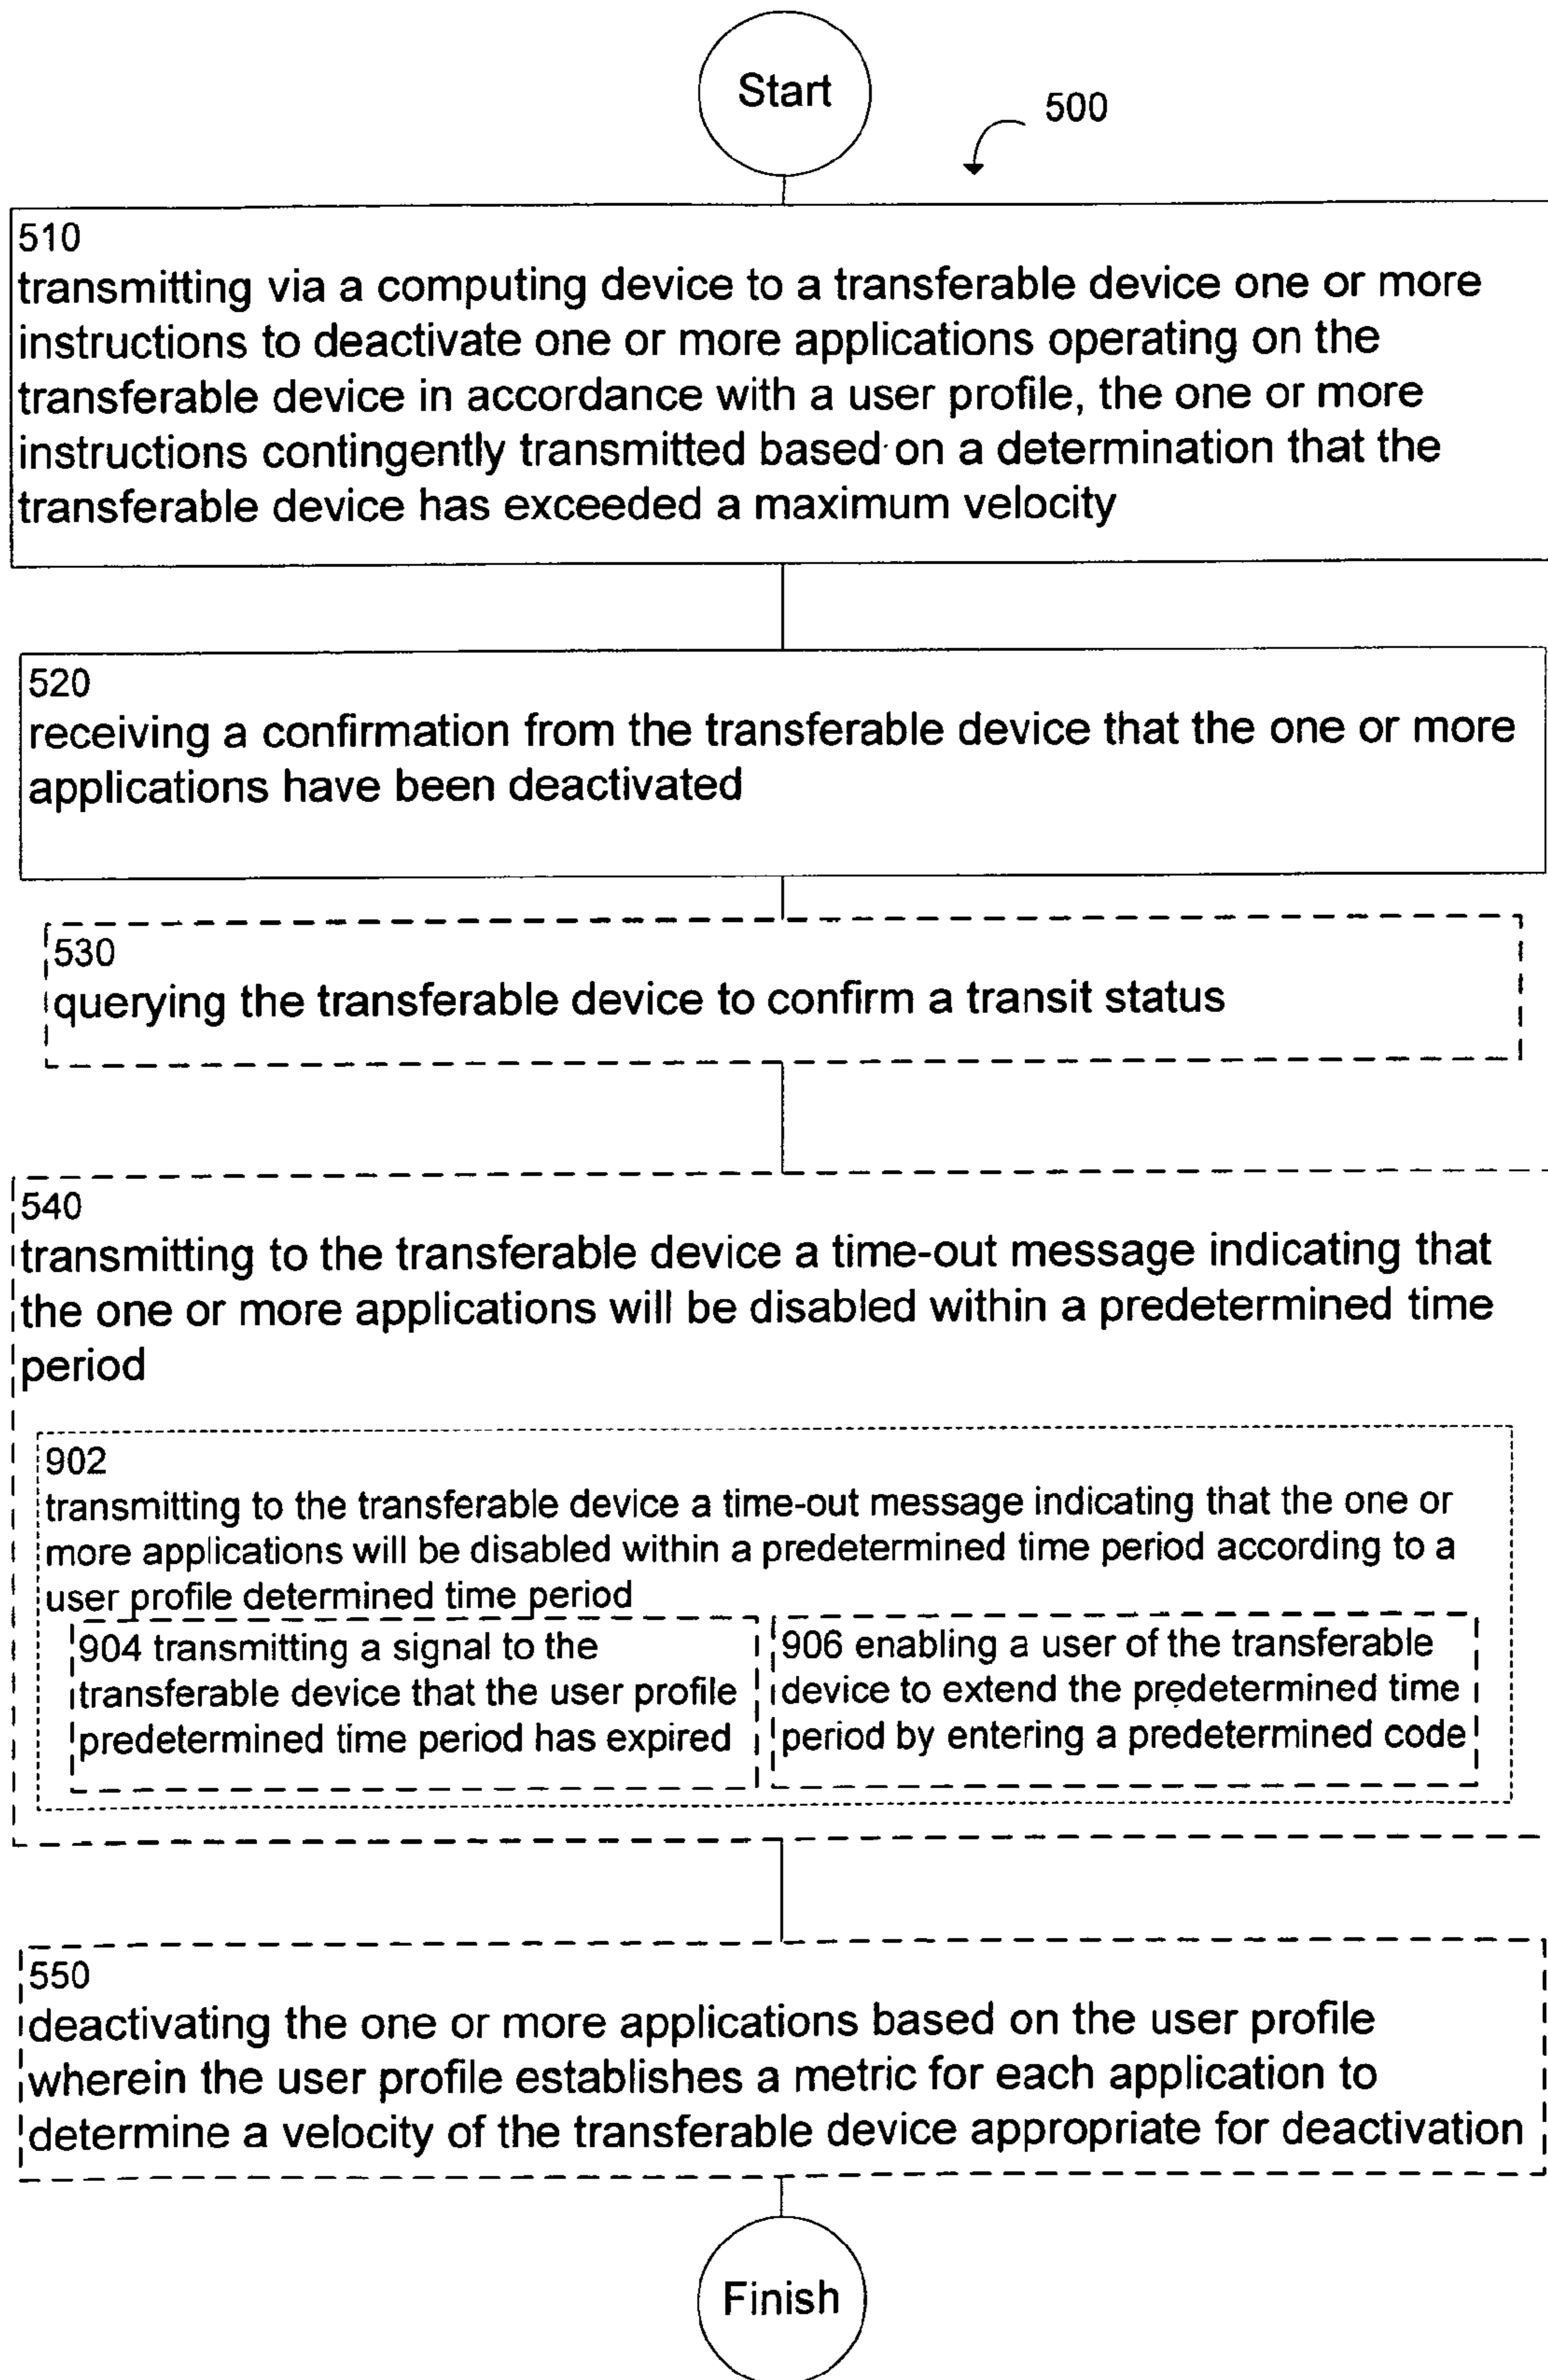 Start
500
510
transmitting via a computing device to a transferable device one or more
instructions to deactivate one or more applications operating on the
transferable device in accordance with a user profile, the one or more
instructions contingently transmitted based on a determination that the
transferable device has exceeded a maximum velocity
520
receiving a confirmation from the transferable device that the one or more
applications have been deactivated
530
querying the transferable device to confirm a transit status
540
transmitting to the transferable device a time-out message indicating that
the one or more applications will be disabled within a predetermined time
period
902
transmitting to the transferable device a time-out message indicating that the one or
more applications will be disabled within a predetermined time period according to a
user profile determined time period
904 transmitting a signal to the
transferable device that the user profile
predetermined time period has expired
906 enabling a user of the transferable
device to extend the predetermined time
period by entering a predetermined code
550
deactivating the one or more applications based on the user profile
wherein the user profile establishes a metric for each application to
determine a velocity of the transferable device appropriate for deactivation
Finish